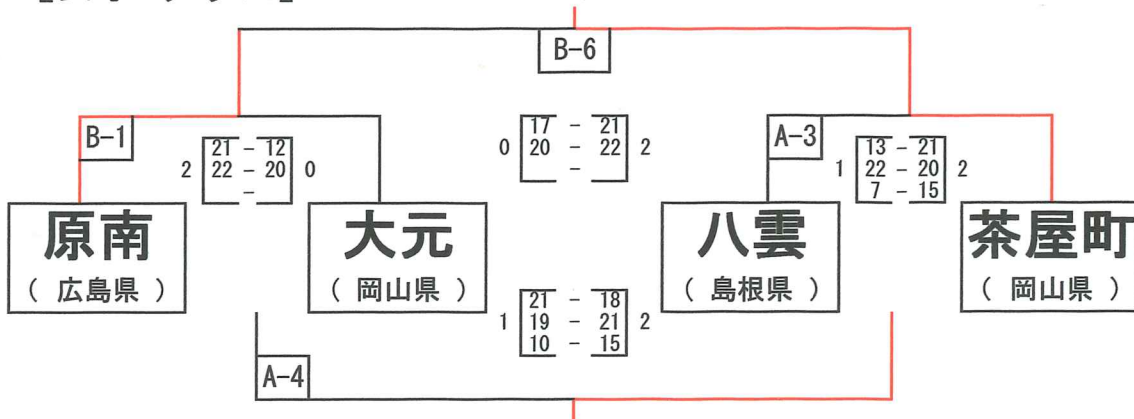 B-6
B-1
21 - 12
2 22 - 20 0
-
17 - 21
0 20 - 22 2
-
A-3
13 - 21
1 22 - 20 2
7 - 15
原南
( 広島県 )
大元
( 岡山県 )
八雲
( 島根県 )
茶屋町
( 岡山県 )
21 - 18
1 19 - 21 2
10 - 15
A-4